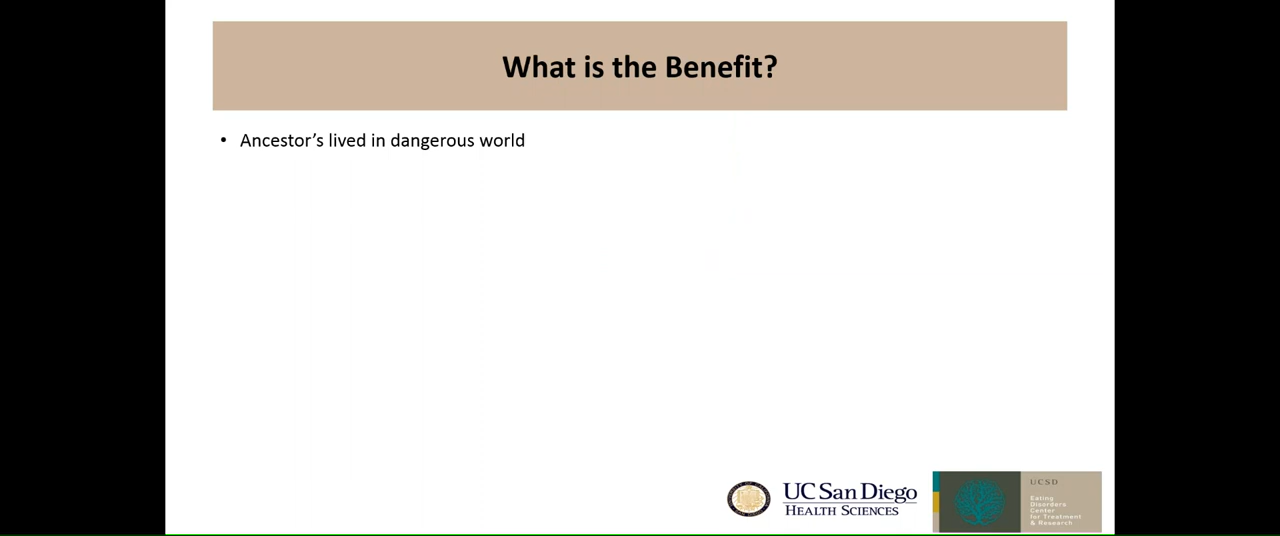 What is the Benefit?
• Ancestor's lived in dangerous world
UC San Diego
HEALTH SCIENCES
UCSD
Eating
Disorders
Center
for Treatment
& Research